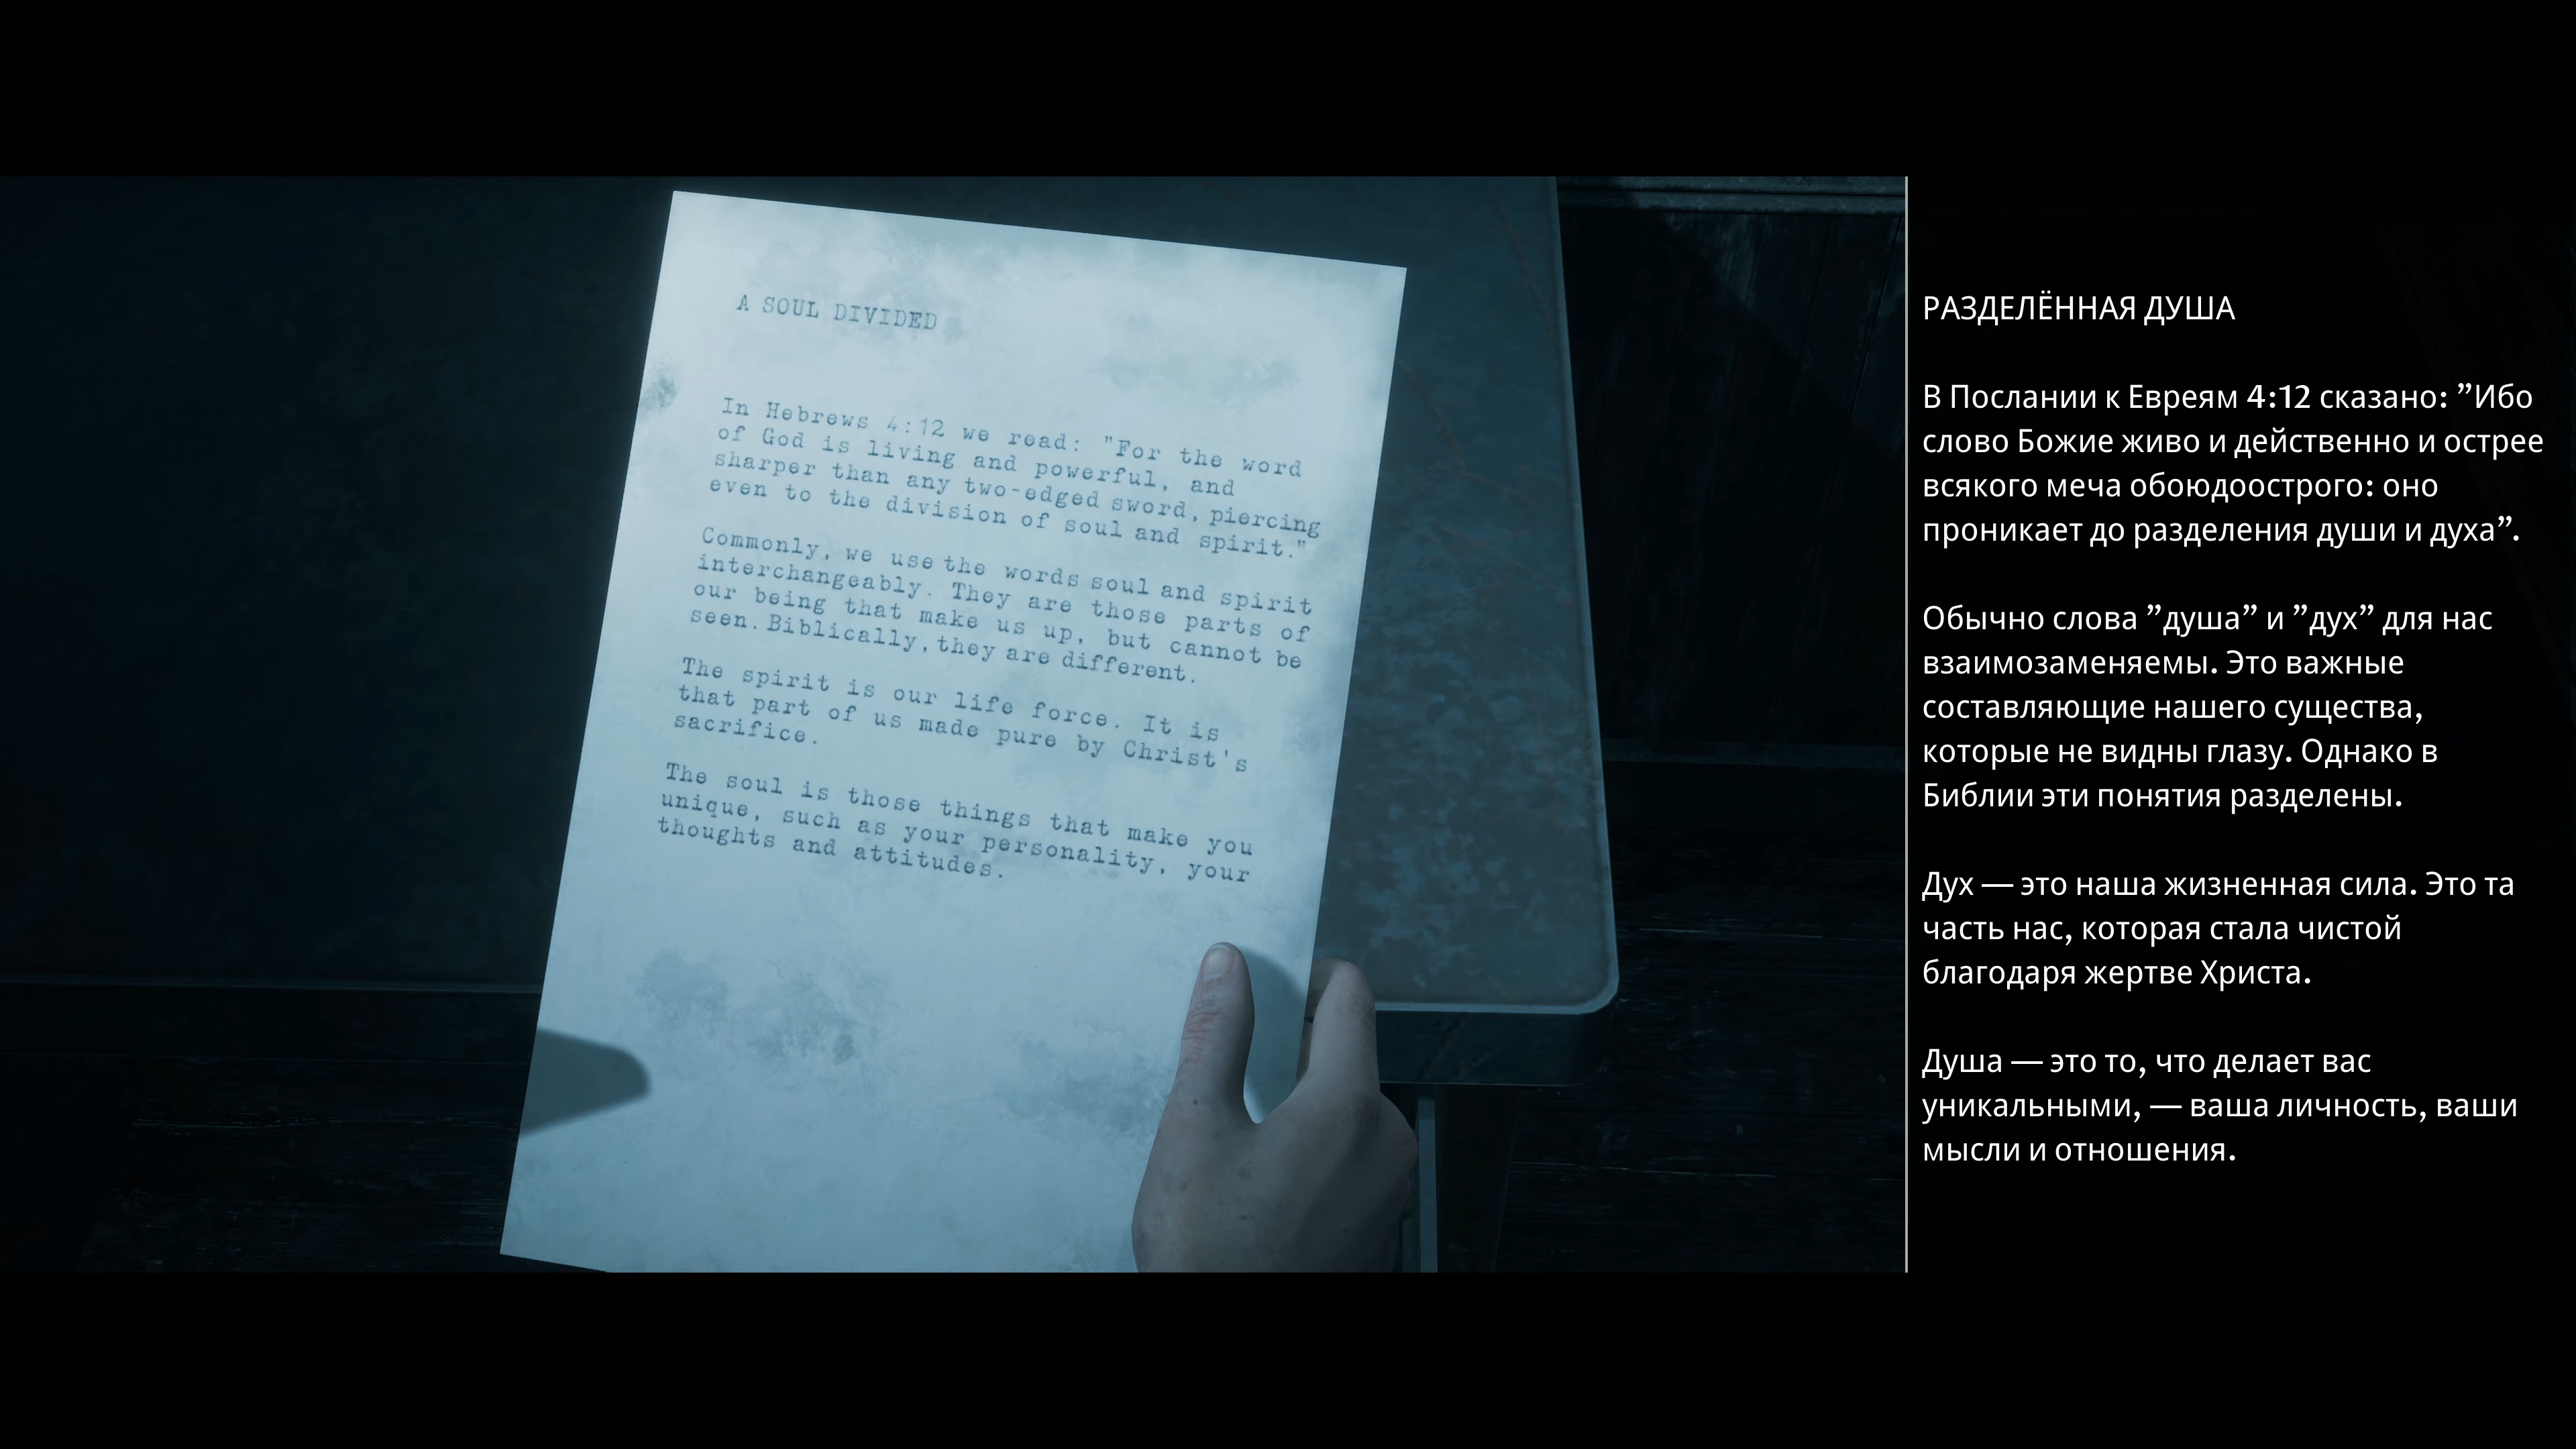 A SOUL DIVIDED
In Hebrews 4:12 we read: "For the word
of God is living and powerful, and
sharper than any two-edged sword, piercing
even to the division of soul and spirit."
Commonly, we use the words soul and spirit
interchangeably. They are those parts of
our being that make us up, but cannot be
seen. Biblically, they are different.
The spirit is our life force. It is
that part of us made pure by Christ's
sacrifice.
The soul is those things that make you
unique, such as your personality, your
thoughts and attitudes.
РАЗДЕЛЁННАЯ ДУША
В Послании к Евреям 4:12 сказано: ”Ибо
слово Божие живо и действенно и острее
всякого меча обоюдоострого: оно
проникает до разделения души и духа”.
Обычно слова ”душа” и ”дух” для нас
взаимозаменяемы. Это важные
составляющие нашего существа,
которые не видны глазу. Однако в
Библии эти понятия разделены.
Дух — это наша жизненная сила. Это та
часть нас, которая стала чистой
благодаря жертве Христа.
Душа — это то, что делает вас
уникальными, — ваша личность, ваши
мысли и отношения.